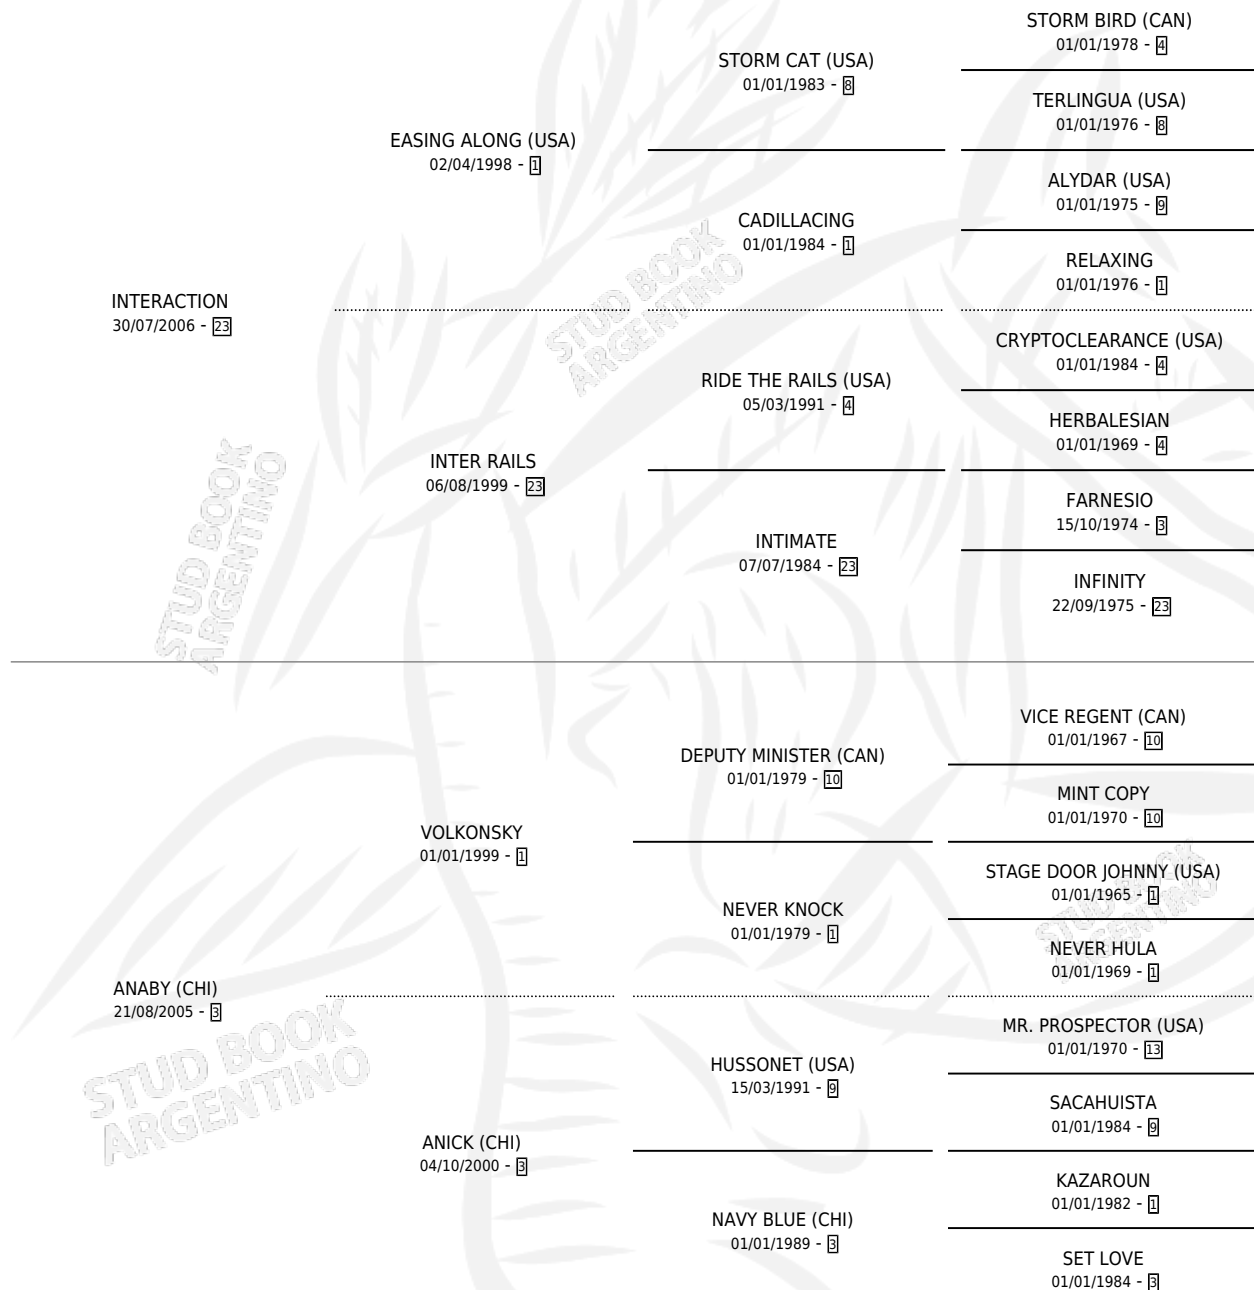 STORM BIRD (CAN)
01/01/1978 - 4
STORM CAT (USA)
01/01/1983 - 8
TERLINGUA (USA)
01/01/1976 - 8
EASING ALONG (USA)
02/04/1998 - 1
ALYDAR (USA)
01/01/1975 - 9
CADILLACING
01/01/1984 - 1
RELAXING
01/01/1976 - 1
INTERACTION
30/07/2006 - 23
CRYPTOCLEARANCE (USA)
01/01/1984 - 4
RIDE THE RAILS (USA)
05/03/1991 - 4
HERBALESIAN
01/01/1969 - 4
INTER RAILS
06/08/1999 - 23
FARNESIO
15/10/1974 - 3
INTIMATE
07/07/1984 - 23
INFINITY
22/09/1975 - 23
STUD BOOK
ARGENTINO
STUD BOOK
ARGENTINO
VICE REGENT (CAN)
01/01/1967 - 10
DEPUTY MINISTER (CAN)
01/01/1979 - 10
MINT COPY
01/01/1970 - 10
VOLKONSKY
01/01/1999 - 1
STAGE DOOR JOHNNY (USA)
01/01/1965 - 1
NEVER KNOCK
01/01/1979 - 1
NEVER HULA
01/01/1969 - 1
STUD BOOK
ARGENTINO
ANABY (CHI)
21/08/2005 - 3
MR. PROSPECTOR (USA)
01/01/1970 - 13
HUSSONET (USA)
15/03/1991 - 9
SACAHUISTA
01/01/1984 - 9
ANICK (CHI)
04/10/2000 - 3
KAZAROUN
01/01/1982 - 1
NAVY BLUE (CHI)
01/01/1989 - 3
SET LOVE
01/01/1984 - 3
STUD BOOK
ARGENTINO